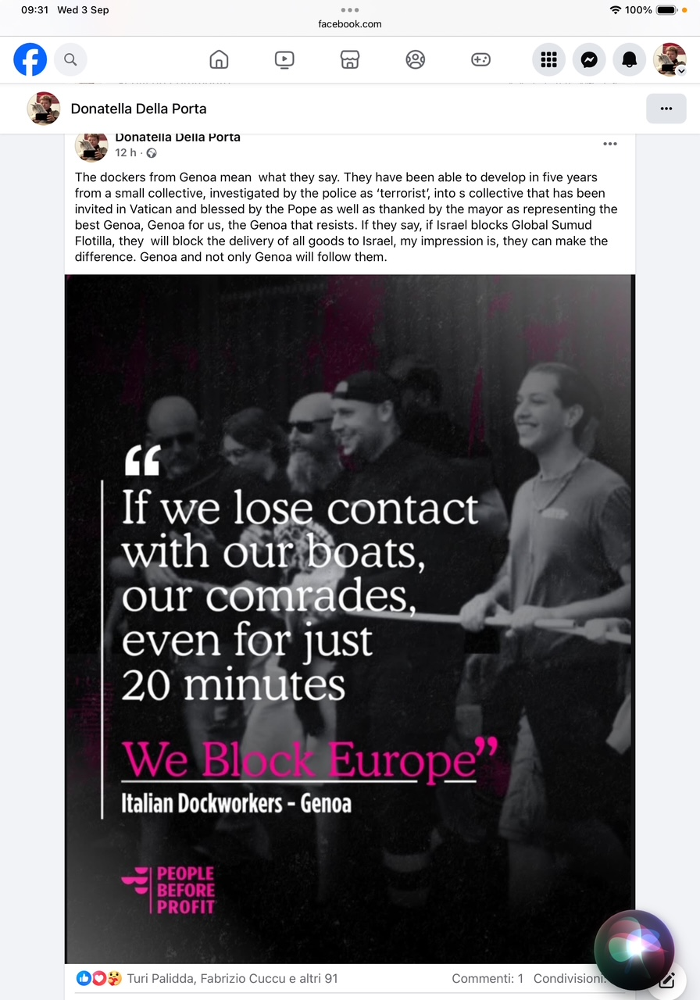 09:31 Wed 3 Sep
100%
facebook.com
Donatella Della Porta
Donatella Della Porta
12 h ·
The dockers from Genoa mean  what they say. They have been able to develop in five years
from a small collective, investigated by the police as ‘terrorist’, into s collective that has been
invited in Vatican and blessed by the Pope as well as thanked by the mayor as representing the
best Genoa, Genoa for us, the Genoa that resists. If they say, if Israel blocks Global Sumud
Flotilla, they  will block the delivery of all goods to Israel, my impression is, they can make the
difference. Genoa and not only Genoa will follow them.
“
If we lose contact
with our boats,
our comrades,
even for just
20 minutes
We Block Europe”
Italian Dockworkers - Genoa
PEOPLE
BEFORE
PROFIT
Turi Palidda, Fabrizio Cuccu e altri 91
Commenti: 1 Condivisioni: